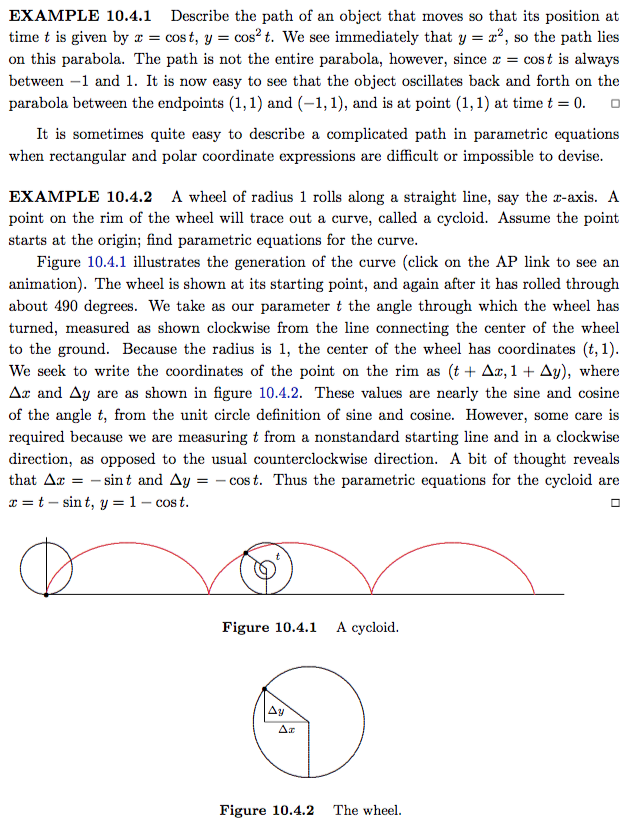 EXAMPLE 10.4.1 Describe the path of an object that moves so that its position at
time t is given by x = cos t, y = cos² t. We see immediately that y = x², so the path lies
on this parabola. The path is not the entire parabola, however, since x = cos t is always
between −1 and 1. It is now easy to see that the object oscillates back and forth on the
parabola between the endpoints (1, 1) and (−1, 1), and is at point (1, 1) at time t = 0. □
It is sometimes quite easy to describe a complicated path in parametric equations
when rectangular and polar coordinate expressions are difficult or impossible to devise.
EXAMPLE 10.4.2 A wheel of radius 1 rolls along a straight line, say the x-axis. A
point on the rim of the wheel will trace out a curve, called a cycloid. Assume the point
starts at the origin; find parametric equations for the curve.
Figure 10.4.1 illustrates the generation of the curve (click on the AP link to see an
animation). The wheel is shown at its starting point, and again after it has rolled through
about 490 degrees. We take as our parameter t the angle through which the wheel has
turned, measured as shown clockwise from the line connecting the center of the wheel
to the ground. Because the radius is 1, the center of the wheel has coordinates (t, 1).
We seek to write the coordinates of the point on the rim as (t + Δx, 1 + Δy), where
Δx and Δy are as shown in figure 10.4.2. These values are nearly the sine and cosine
of the angle t, from the unit circle definition of sine and cosine. However, some care is
required because we are measuring t from a nonstandard starting line and in a clockwise
direction, as opposed to the usual counterclockwise direction. A bit of thought reveals
that Δx = − sin t and Δy = − cos t. Thus the parametric equations for the cycloid are
x = t − sin t, y = 1 − cos t. □
t
Figure 10.4.1 A cycloid.
Δy
Δx
Figure 10.4.2 The wheel.